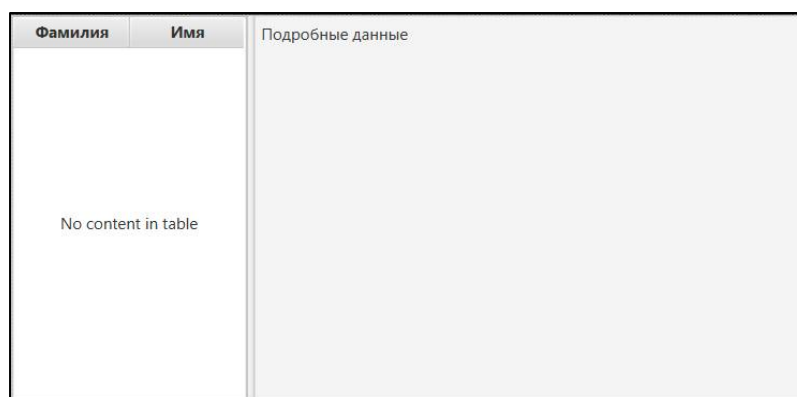 Фамилия Имя
Подробные данные
No content in table